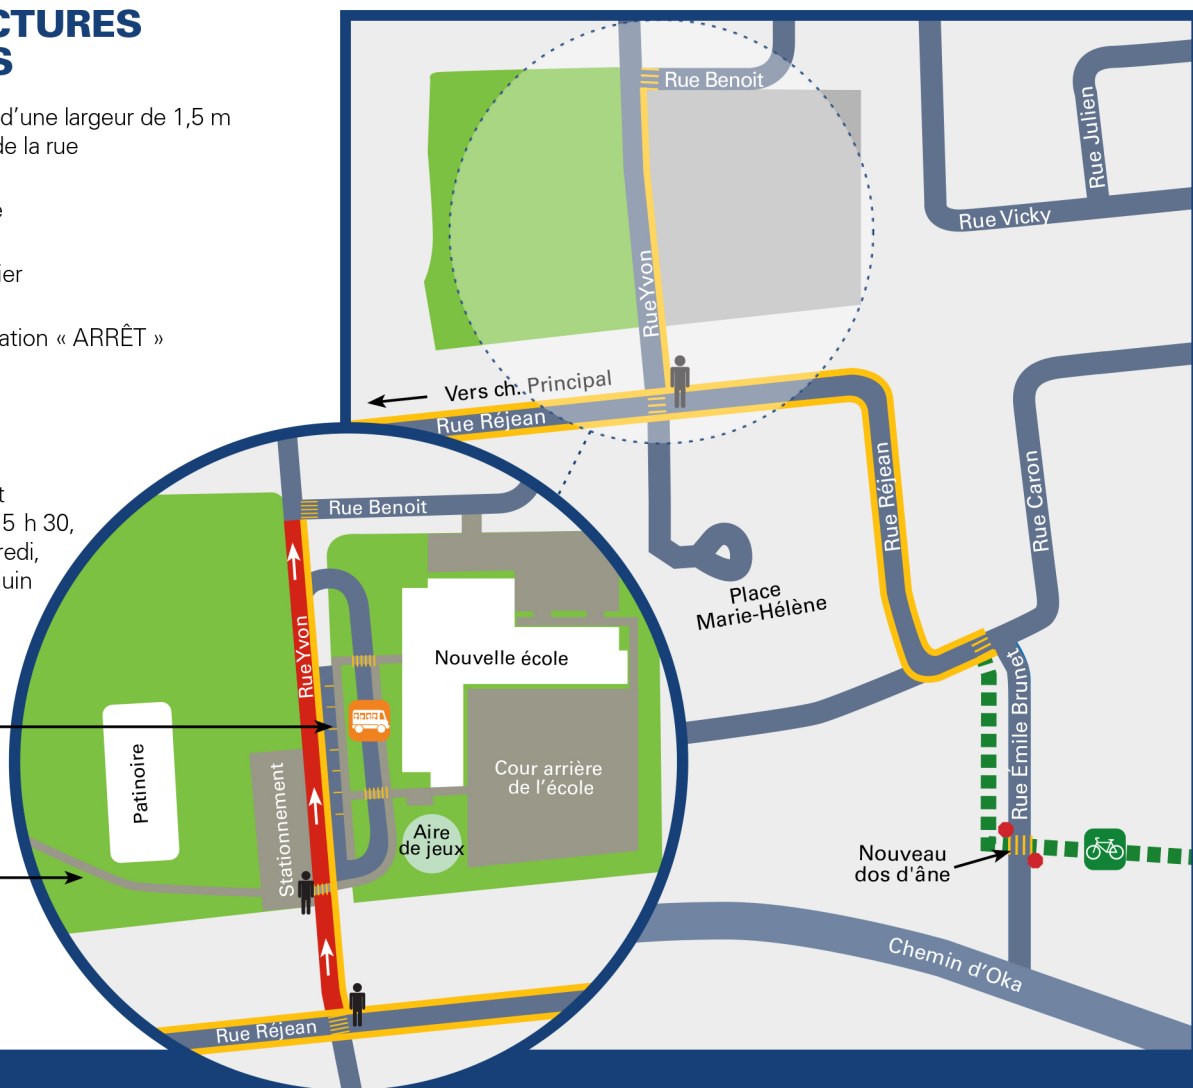 CTURES
S
d’une largeur de 1,5 m
de la rue
e
ier
ation « ARRÊT »
t
5 h 30,
redi,
juin
Rue Benoit
Rue Julien
Rue Vicky
Rue Yvon
Vers ch. Principal
Rue Réjean
Rue Réjean
Rue Caron
Place
Marie-Hélène
Rue Émile Brunet
Nouveau
dos d'âne
Chemin d’Oka
Rue Benoit
Rue Yvon
Nouvelle école
Patinoire
Stationnement
Cour arrière
de l’école
Aire
de jeux
Rue Réjean